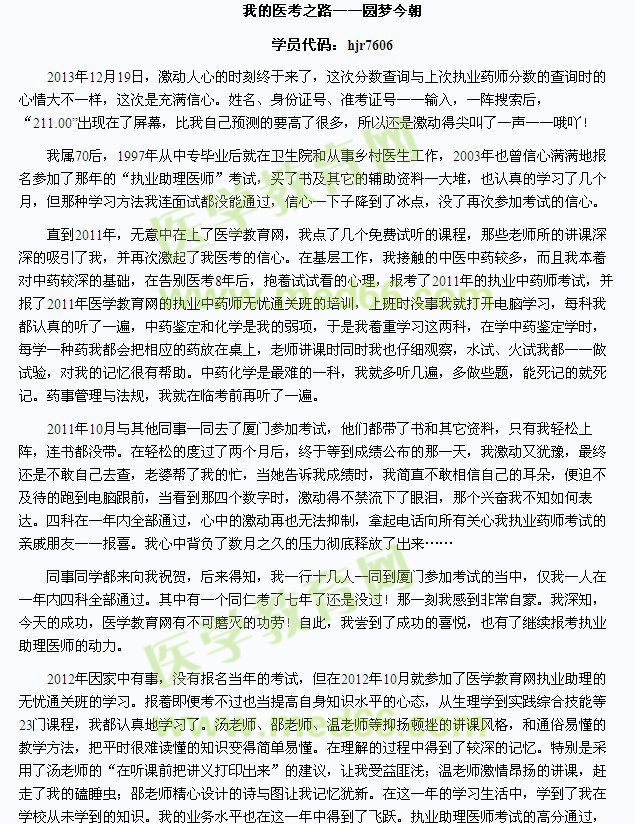 我的医考之路——圆梦今朝
学员代码：hjr7606
2013年12月19日，激动人心的时刻终于来了，这次分数查询与上次执业药师分数的查询时的
心情大不一样，这次是充满信心。姓名、身份证号、准考证号一一输入，一阵搜索后，
“211.00”出现在了屏幕，比我自己预测的要高了很多，所以还是激动得尖叫了一声——哦吖！
我属70后，1997年从中专毕业后就在卫生院和从事乡村医生工作，2003年也曾信心满满地报
名参加了那年的“执业助理医师”考试，买了书及其它的辅助资料一大堆，也认真的学习了几个
月，但那种学习方法我连面试都没能通过，信心一下子降到了冰点，没了再次参加考试的信心。
直到2011年，无意中在上了医学教育网，我点了几个免费试听的课程，那些老师所的讲课深
深的吸引了我，并再次激起了我医考的信心。在基层工作，我接触的中医中药较多，而且我本着
对中药较深的基础，在告别医考8年后，抱着试试看的心理，报考了2011年的执业中药师考试，并
报了2011年医学教育网的执业中药师无忧通关班的培训，上班时没事我就打开电脑学习，每科我
都认真的听了一遍，中药鉴定和化学是我的弱项，于是我着重学习这两科，在学中药鉴定学时，
每学一种药我都会把相应的药放在桌上，老师讲课时同时我也仔细观察，水试、火试我都一一做
试验，对我的记忆很有帮助。中药化学是最难的一科，我就多听几遍，多做些题，能死记的就死
记。药事管理与法规，我就在临考前再听了一遍。
2011年10月与其他同事一同去了厦门参加考试，他们都带了书和其它资料，只有我轻松上
阵，连书都没带。在轻松的度过了两个月后，终于等到成绩公布的那一天，我激动又犹豫，最终
还是不敢自己去查，老婆帮了我的忙，当她告诉我成绩时，我简直不敢相信自己的耳朵，便迫不
及待的跑到电脑跟前，当看到那四个数字时，激动得不禁流下了眼泪，那个兴奋我不知如何表
达。四科在一年内全部通过，心中的激动再也无法抑制，拿起电话向所有关心我执业药师考试的
亲戚朋友一一报喜。我心中背负了数月之久的压力彻底释放了出来……
同事同学都来向我祝贺，后来得知，我一行十几人一同到厦门参加考试的当中，仅我一人在
一年内四科全部通过。其中有一个同仁考了七年了还是没过！那一刻我感到非常自豪。我深知，
今天的成功，医学教育网有不可磨灭的功劳！自此，我尝到了成功的喜悦，也有了继续报考执业
助理医师的动力。
2012年因家中有事，没有报名当年的考试，但在2012年10月就参加了医学教育网执业助理的
无忧通关班的学习。报着即便考不过也当提高自身知识水平的心态，从生理学到实践综合技能等
23门课程，我都认真地学习了。汤老师、邵老师、温老师等抑扬顿挫的讲课风格，和通俗易懂的
教学方法，把平时很难读懂的知识变得简单易懂。在理解的过程中得到了较深的记忆。特别是采
用了汤老师的“在听课前把讲义打印出来”的建议，让我受益匪浅；温老师激情昂扬的讲课，赶
走了我的磕睡虫；邵老师精心设计的诗与图让我记忆犹新。在这一年的学习生活中，学到了我在
学校从未学到的知识。我的业务水平也在这一年中得到了飞跃。执业助理医师考试的高分通过，
医学教育网
www.med66.com
医学教育网
www.med66.com